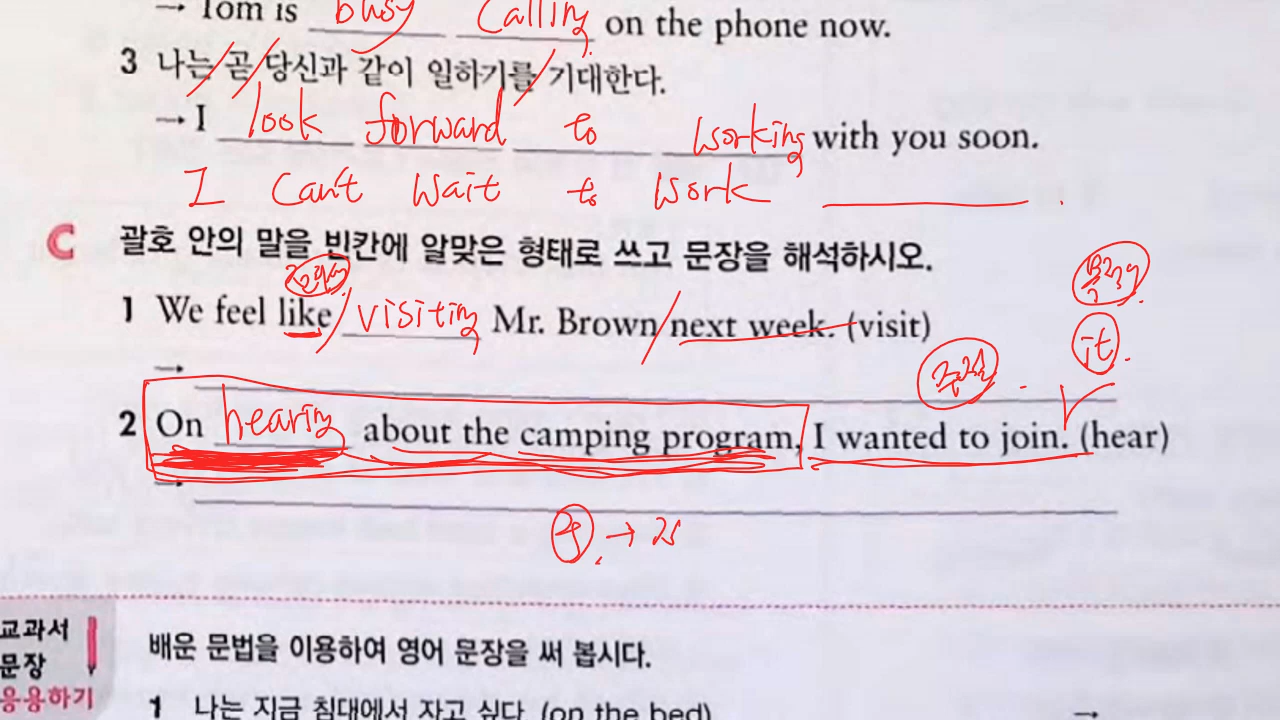 → Tom is busy calling on the phone now.
3 나는 곧 당신과 같이 일하기를 기대한다.
→ I look forward to working with you soon.
I can't wait to work
C 괄호 안의 말을 빈칸에 알맞은 형태로 쓰고 문장을 해석하시오.
1 We feel like visiting Mr. Brown next week. (visit)
→
it.
2 On hearing about the camping program, I wanted to join. (hear)
→
교과서
문장
응용하기
배운 문법을 이용하여 영어 문장을 써 봅시다.
1 나는 지금 침대에서 자고 싶다. (on the bed)
→